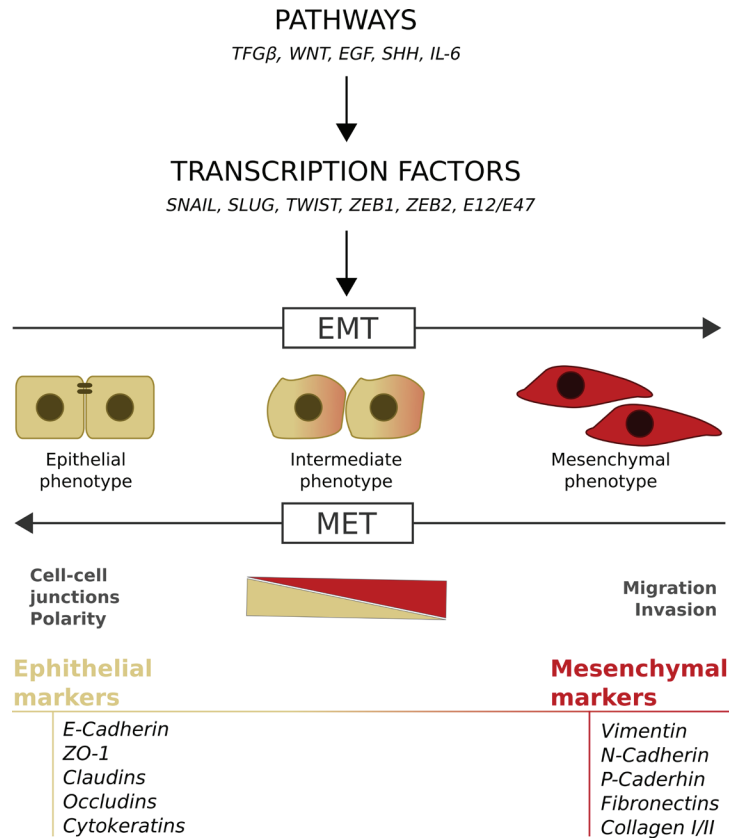 PATHWAYS
TFGβ, WNT, EGF, SHH, IL-6
TRANSCRIPTION FACTORS
SNAIL, SLUG, TWIST, ZEB1, ZEB2, E12/E47
EMT
Epithelial
phenotype
Intermediate
phenotype
Mesenchymal
phenotype
MET
Cell-cell
junctions
Polarity
Migration
Invasion
Ephithelial
markers
E-Cadherin
ZO-1
Claudins
Occludins
Cytokeratins
Mesenchymal
markers
Vimentin
N-Cadherin
P-Caderhin
Fibronectins
Collagen I/II